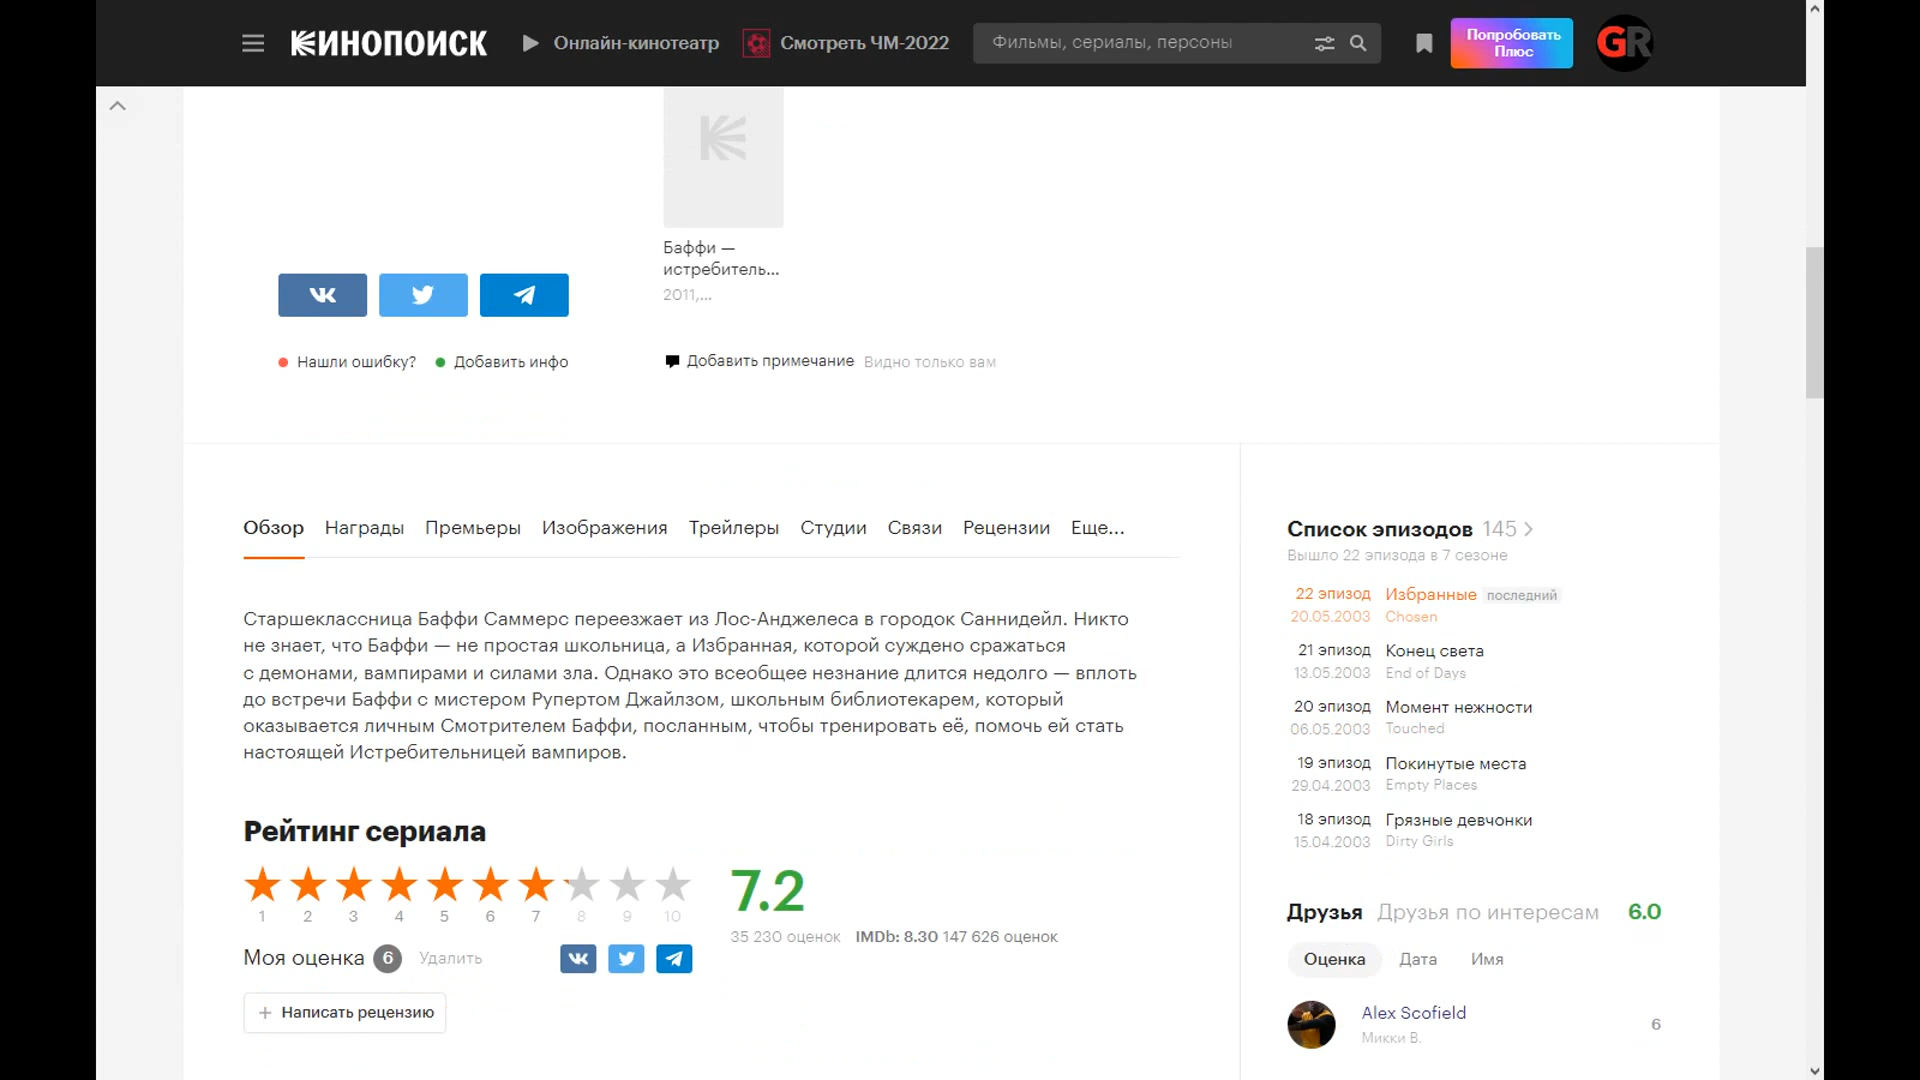 КИНОПОИСК
Онлайн-кинотеатр
Смотреть ЧМ-2022
Фильмы, сериалы, персоны
Попробовать
Плюс
GR
Баффи —
истребитель...
2011,...
Нашли ошибку?
Добавить инфо
Добавить примечание Видно только вам
Обзор Награды Премьеры Изображения Трейлеры Студии Связи Рецензии Еще...
Старшеклассница Баффи Саммерс переезжает из Лос-Анджелеса в городок Саннидейл. Никто
не знает, что Баффи — не простая школьница, а Избранная, которой суждено сражаться
с демонами, вампирами и силами зла. Однако это всеобщее незнание длится недолго — вплоть
до встречи Баффи с мистером Рупертом Джайлзом, школьным библиотекарем, который
оказывается личным Смотрителем Баффи, посланным, чтобы тренировать её, помочь ей стать
настоящей Истребительницей вампиров.
Рейтинг сериала
1 2 3 4 5 6 7 8 9 10
7.2
35 230 оценок IMDb: 8.30 147 626 оценок
Моя оценка 6 Удалить
+ Написать рецензию
Список эпизодов 145
Вышло 22 эпизода в 7 сезоне
22 эпизод Избранные последний
20.05.2003 Chosen
21 эпизод Конец света
13.05.2003 End of Days
20 эпизод Момент нежности
06.05.2003 Touched
19 эпизод Покинутые места
29.04.2003 Empty Places
18 эпизод Грязные девчонки
15.04.2003 Dirty Girls
Друзья Друзья по интересам 6.0
Оценка Дата Имя
Alex Scofield 6
Микки В.